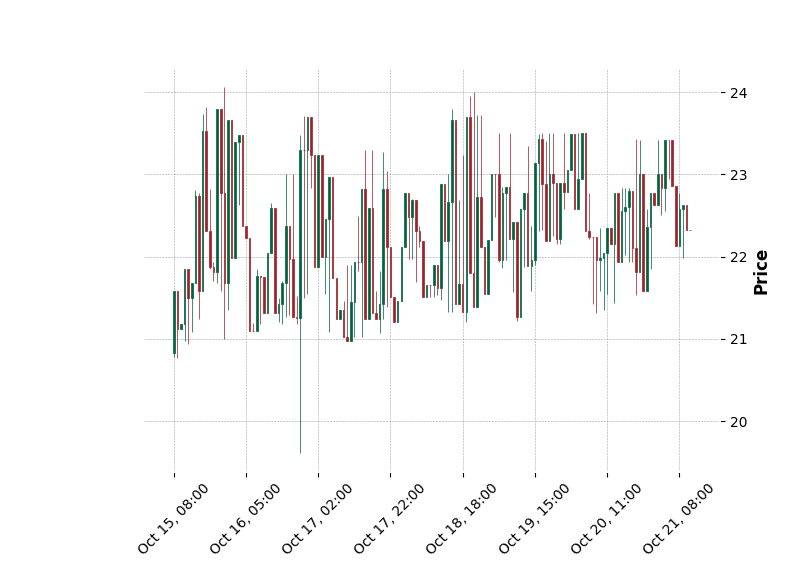 24
23
22
21
20
Price
Oct 15, 08:00
Oct 16, 05:00
Oct 17, 02:00
Oct 17, 22:00
Oct 18, 18:00
Oct 19, 15:00
Oct 20, 11:00
Oct 21, 08:00